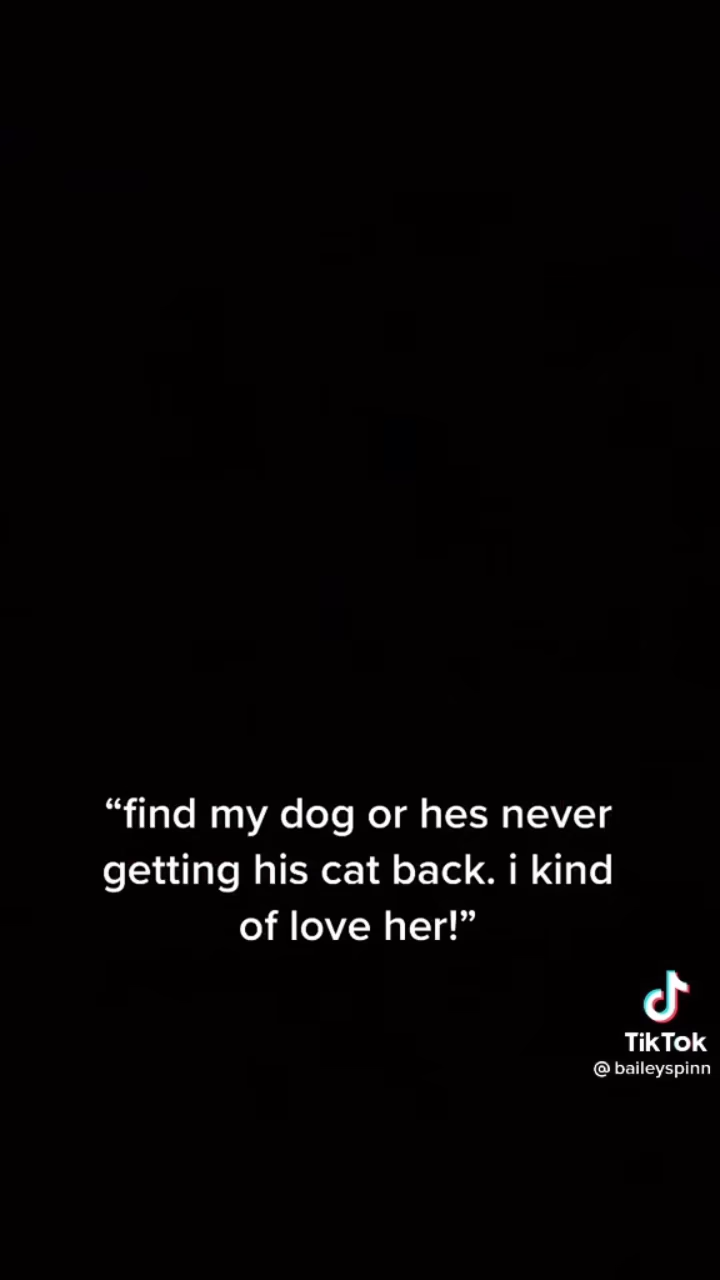 “find my dog or hes never
getting his cat back. i kind
of love her!”
TikTok
@baileyspinn